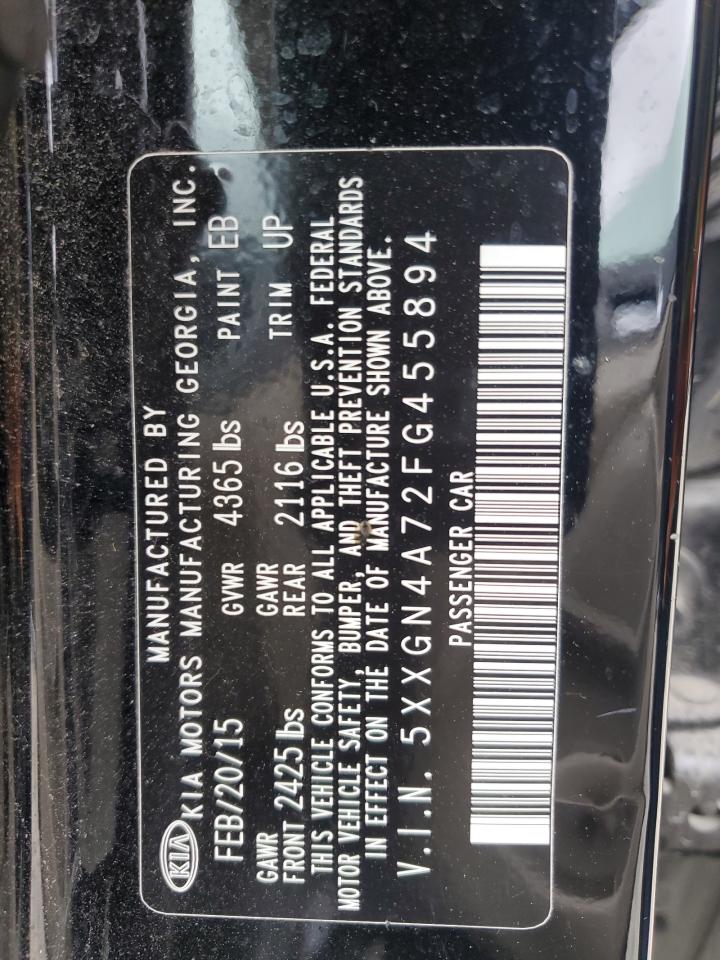 MANUFACTURED BY
KIA KIA MOTORS MANUFACTURING GEORGIA, INC.
FEB/20/15 GVWR 4365 lbs PAINT EB
GAWR FRONT 2425 lbs GAWR REAR 2116 lbs TRIM UP
THIS VEHICLE CONFORMS TO ALL APPLICABLE U.S.A. FEDERAL
MOTOR VEHICLE SAFETY, BUMPER, AND THEFT PREVENTION STANDARDS
IN EFFECT ON THE DATE OF MANUFACTURE SHOWN ABOVE.
V.I.N. 5XXGN4A72FG455894
PASSENGER CAR